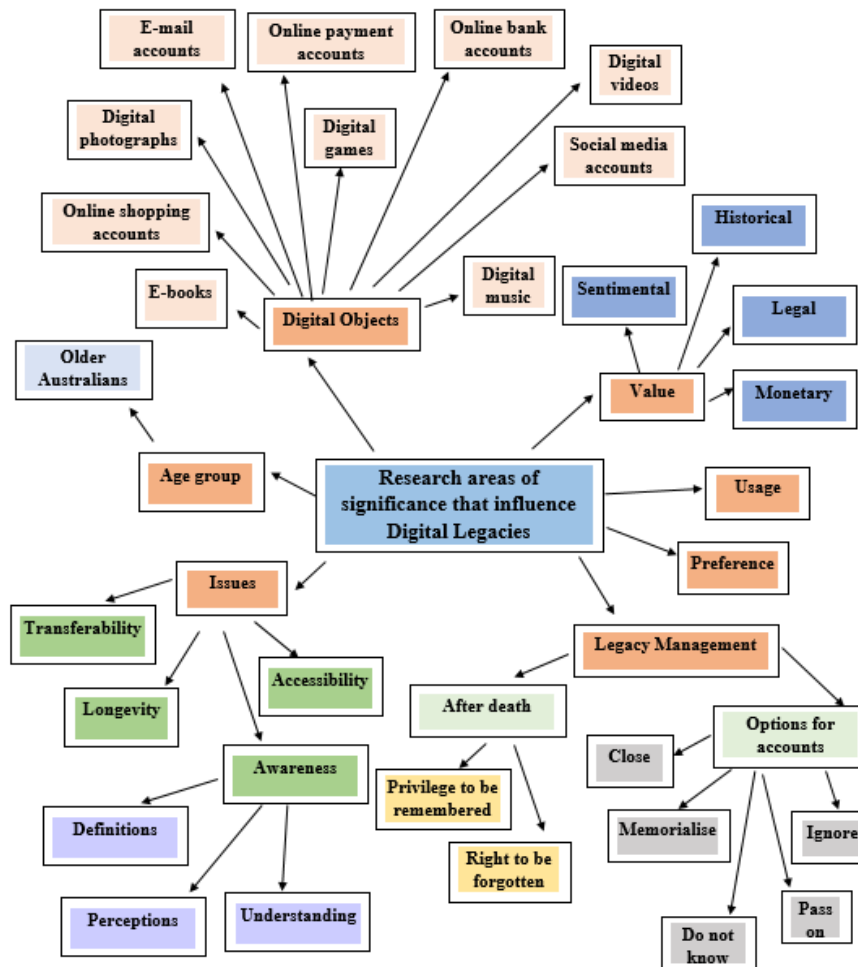 E-mail
accounts
Online payment
accounts
Online bank
accounts
Digital
videos
Digital
photographs
Digital
games
Social media
accounts
Online shopping
accounts
Historical
E-books
Digital
music
Sentimental
Digital Objects
Legal
Older
Australians
Value
Monetary
Age group
Research areas of
significance that influence
Digital Legacies
Usage
Preference
Issues
Transferability
Legacy Management
Accessibility
Longevity
After death
Options for
accounts
Close
Awareness
Privilege to be
remembered
Definitions
Memorialise
Ignore
Right to be
forgotten
Perceptions
Understanding
Pass
on
Do not
know